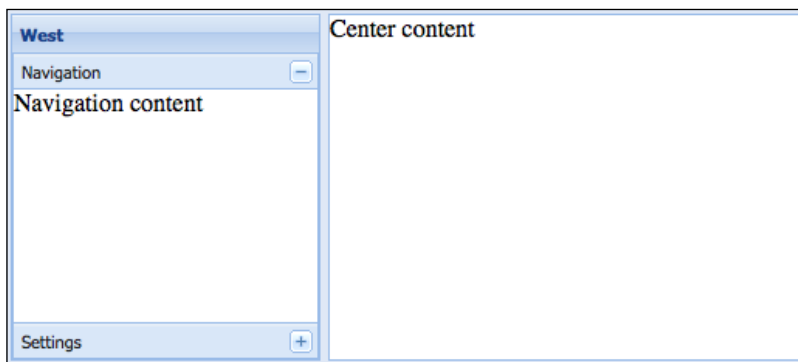 West
Navigation
Navigation content
Settings
Center content